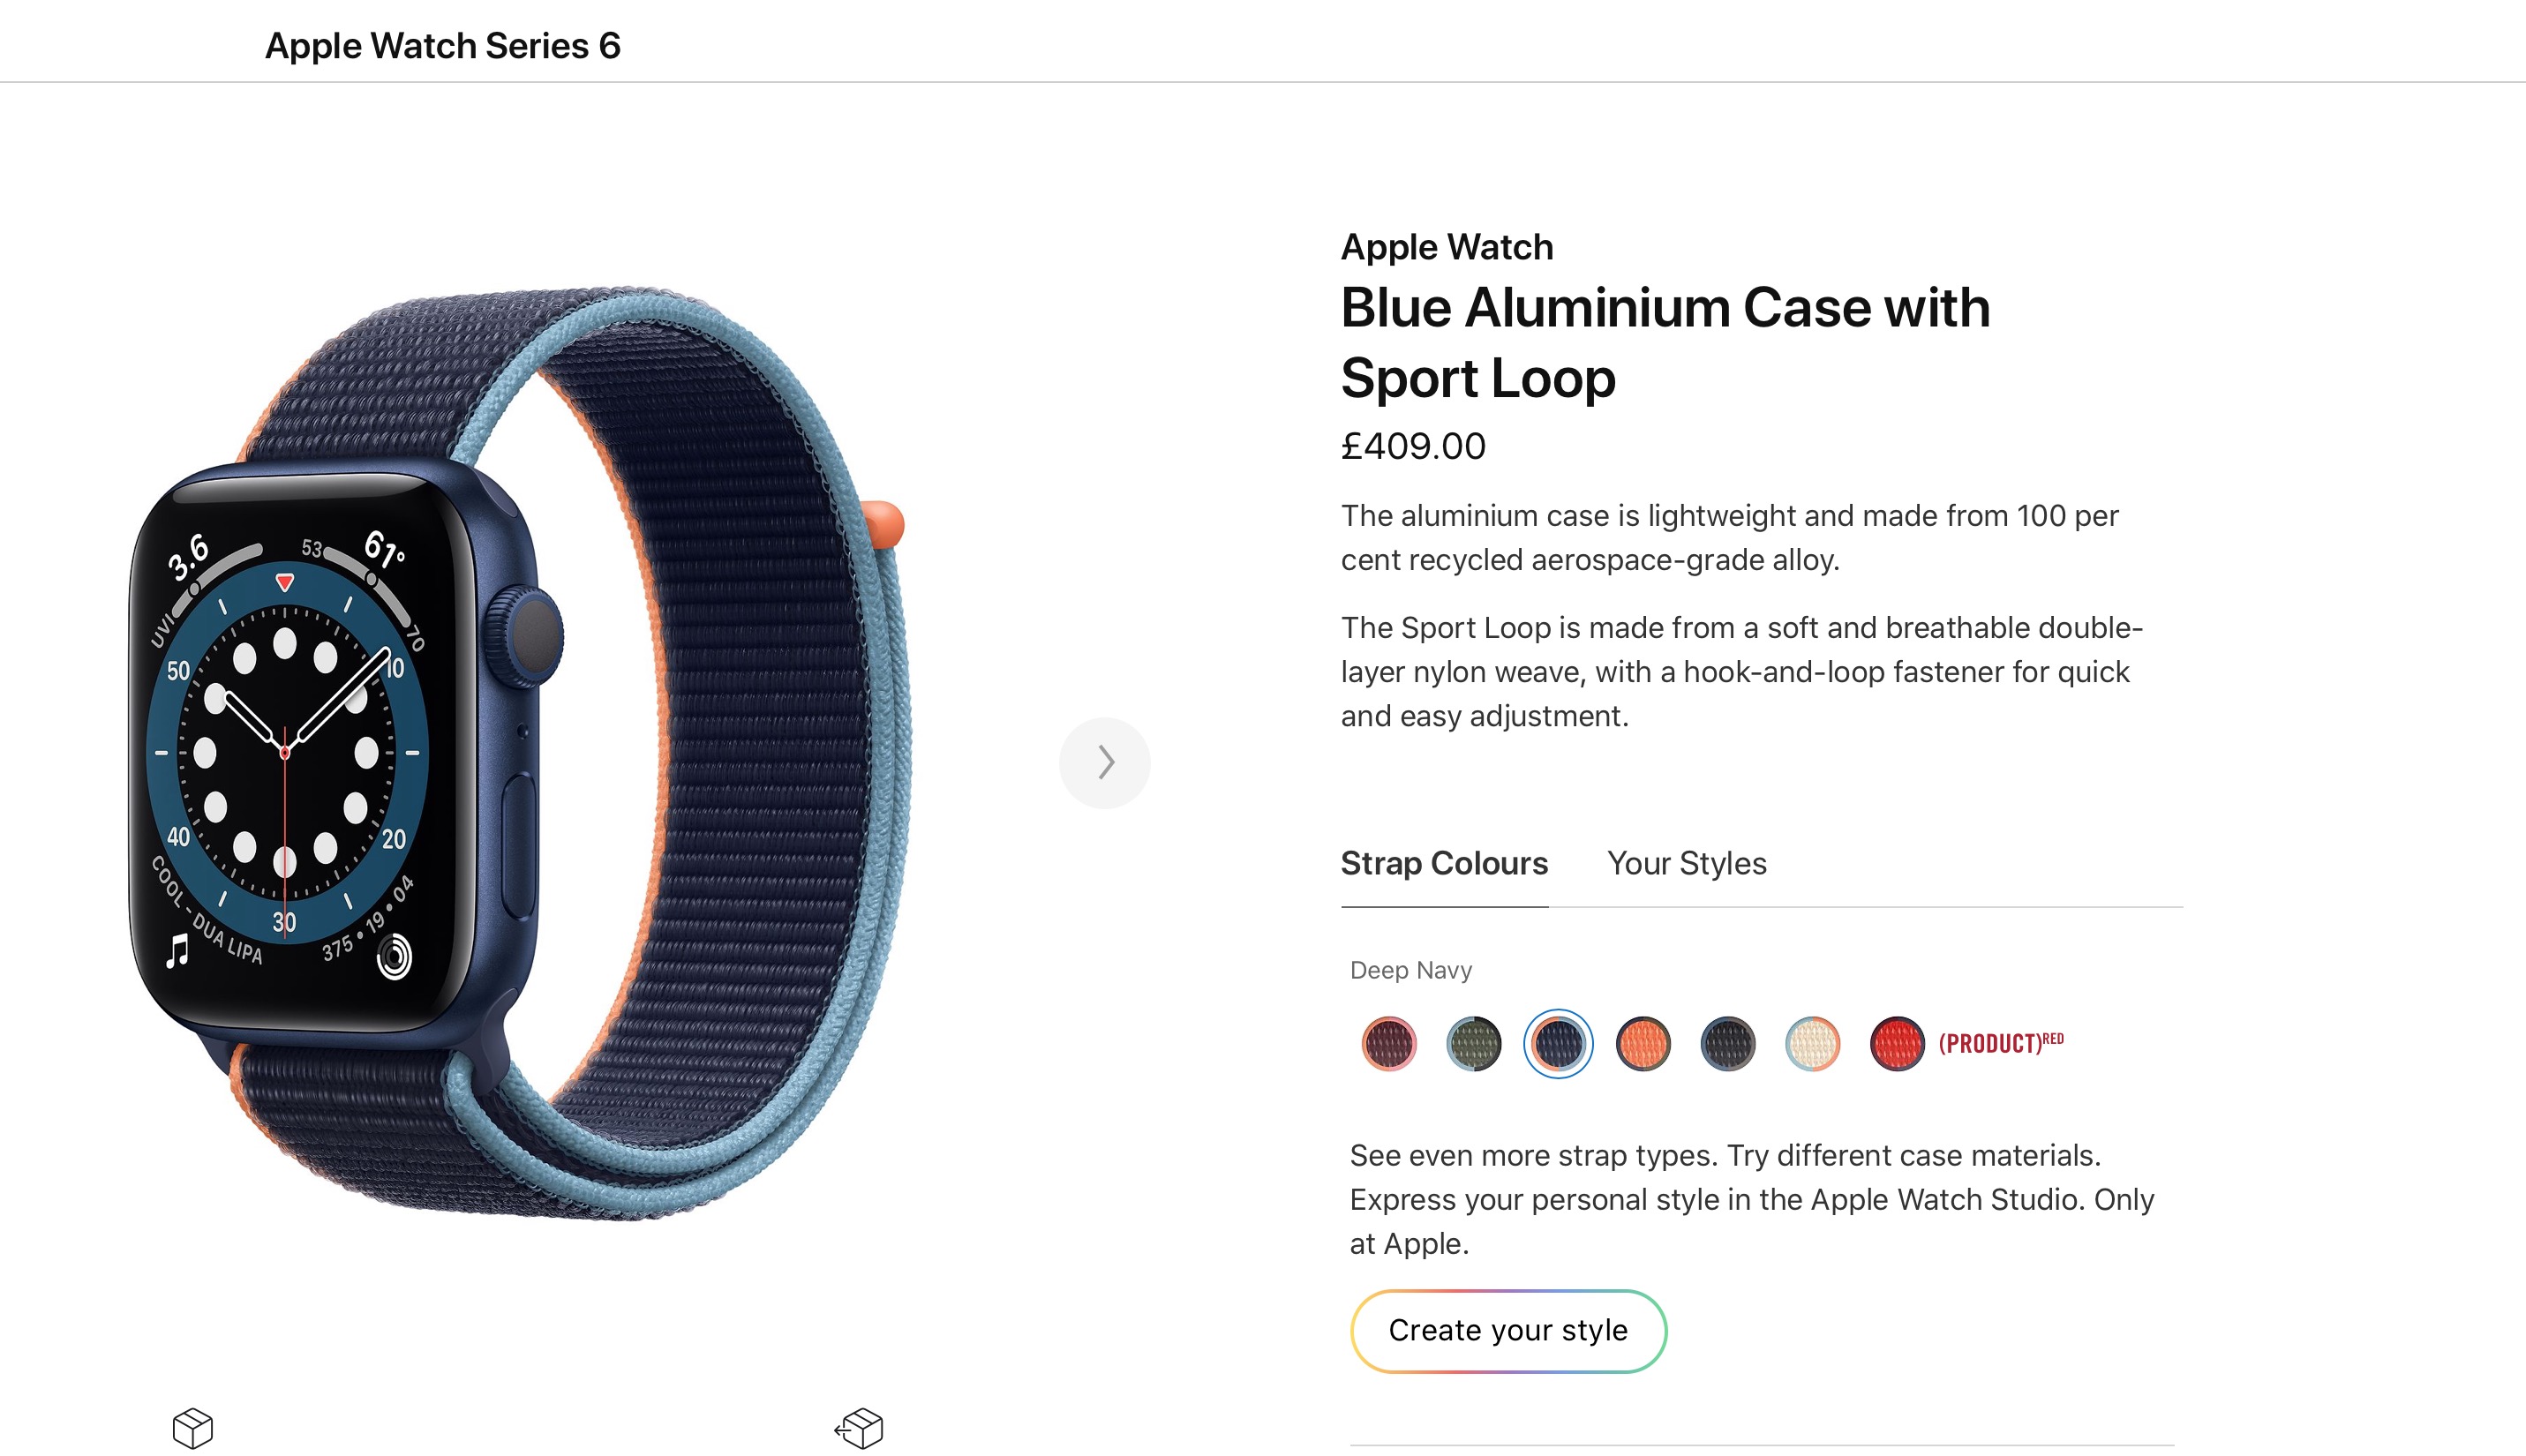 Apple Watch Series 6
Apple Watch
Blue Aluminium Case with
Sport Loop
£409.00
The aluminium case is lightweight and made from 100 per
cent recycled aerospace-grade alloy.
The Sport Loop is made from a soft and breathable double-
layer nylon weave, with a hook-and-loop fastener for quick
and easy adjustment.
Strap Colours
Your Styles
Deep Navy
(PRODUCT)RED
See even more strap types. Try different case materials.
Express your personal style in the Apple Watch Studio. Only
at Apple.
Create your style
3.6
UVI
53
61°
70
50
10
40
20
30
COOL - DUA LIPA
375 • 19 • 04